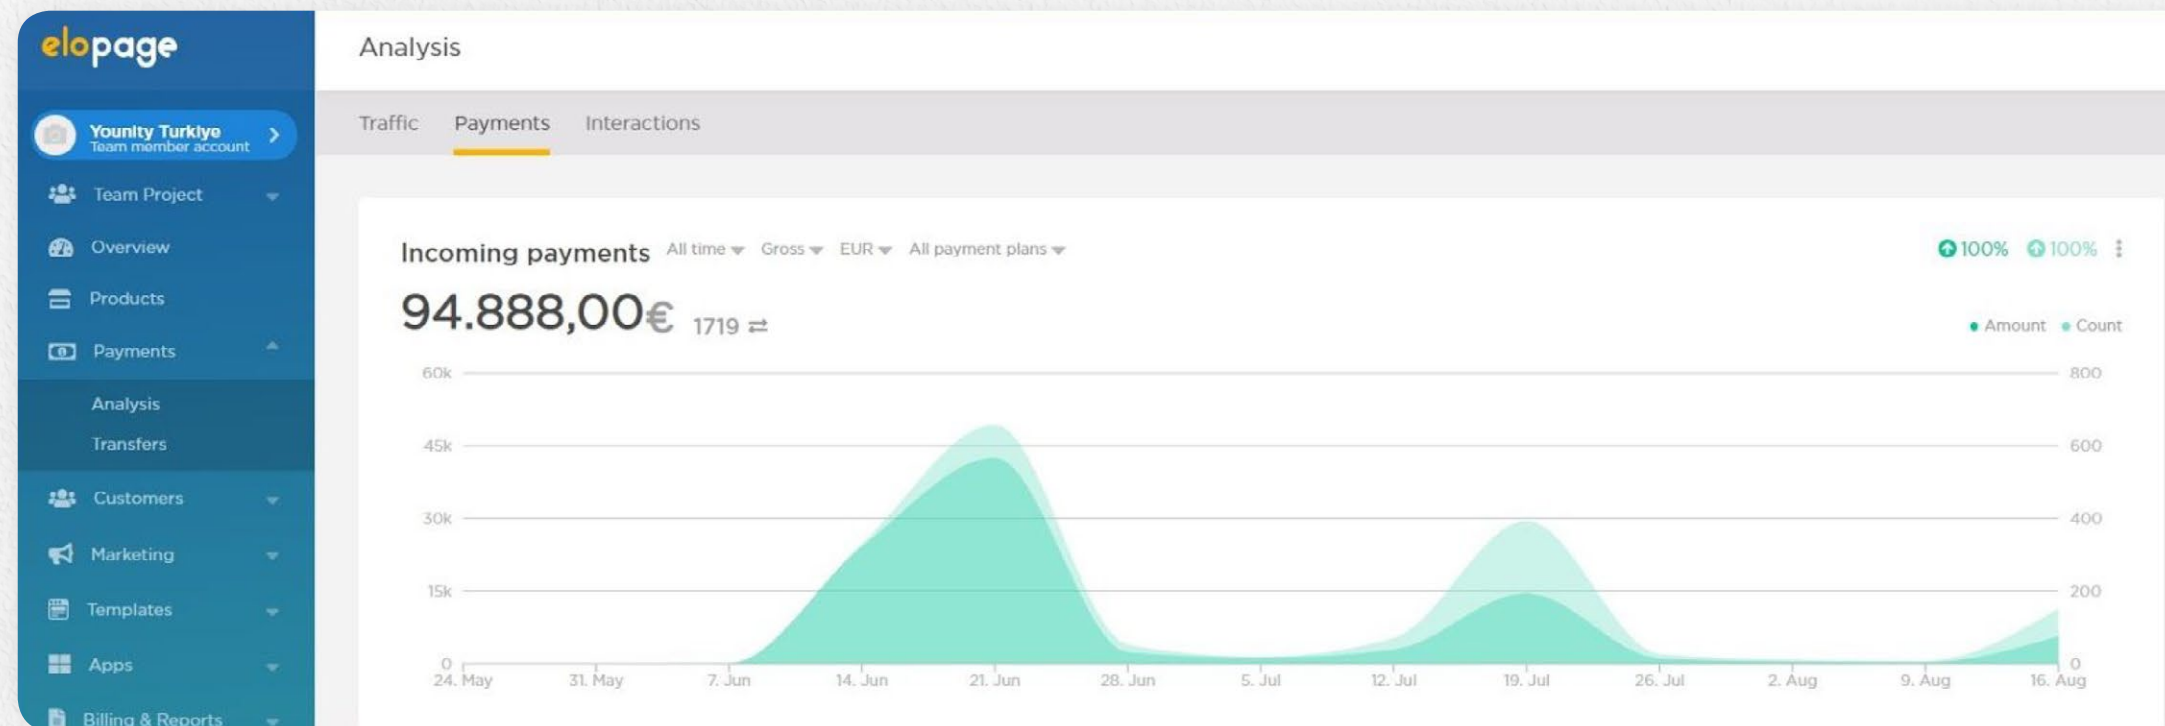 elopage
Analysis
Younity Turkiye
Team member account
Traffic Payments Interactions
Team Project
Overview
Products
Payments
Analysis
Transfers
Customers
Marketing
Templates
Apps
Billing & Reports
Incoming payments All time Gross EUR All payment plans
100% 100%
94.888,00€ 1719
Amount Count
60k 800
45k 600
30k 400
15k 200
0 0
24. May 31. May 7. Jun 14. Jun 21. Jun 28. Jun 5. Jul 12. Jul 19. Jul 26. Jul 2. Aug 9. Aug 16. Aug